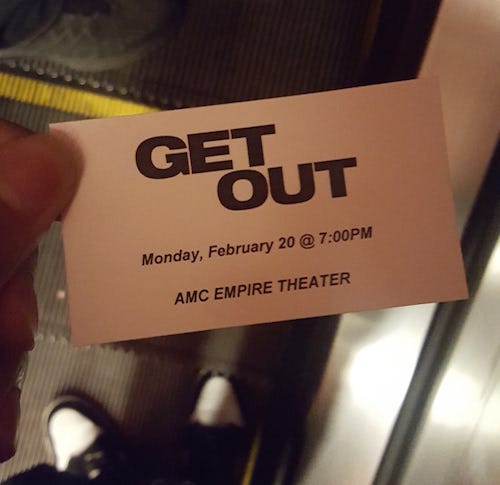 GET
OUT
Monday, February 20 @ 7:00PM
AMC EMPIRE THEATER